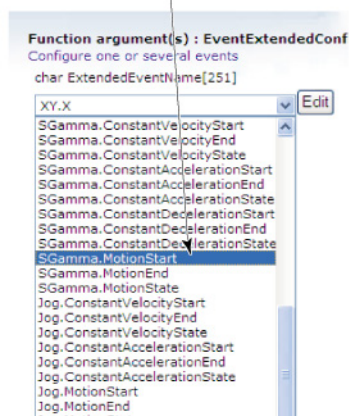 Function argument(s) : EventExtendedConf
Configure one or several events
char ExtendedEventName[251]
XY.X
Edit
SGamma.ConstantVelocityStart
SGamma.ConstantVelocityEnd
SGamma.ConstantVelocityState
SGamma.ConstantAccelerationStart
SGamma.ConstantAccelerationEnd
SGamma.ConstantAccelerationState
SGamma.ConstantDecelerationStart
SGamma.ConstantDecelerationEnd
SGamma.ConstantDecelerationState
SGamma.MotionStart
SGamma.MotionEnd
SGamma.MotionState
Jog.ConstantVelocityStart
Jog.ConstantVelocityEnd
Jog.ConstantVelocityState
Jog.ConstantAccelerationStart
Jog.ConstantAccelerationEnd
Jog.ConstantAccelerationState
Jog.MotionStart
Jog.MotionEnd